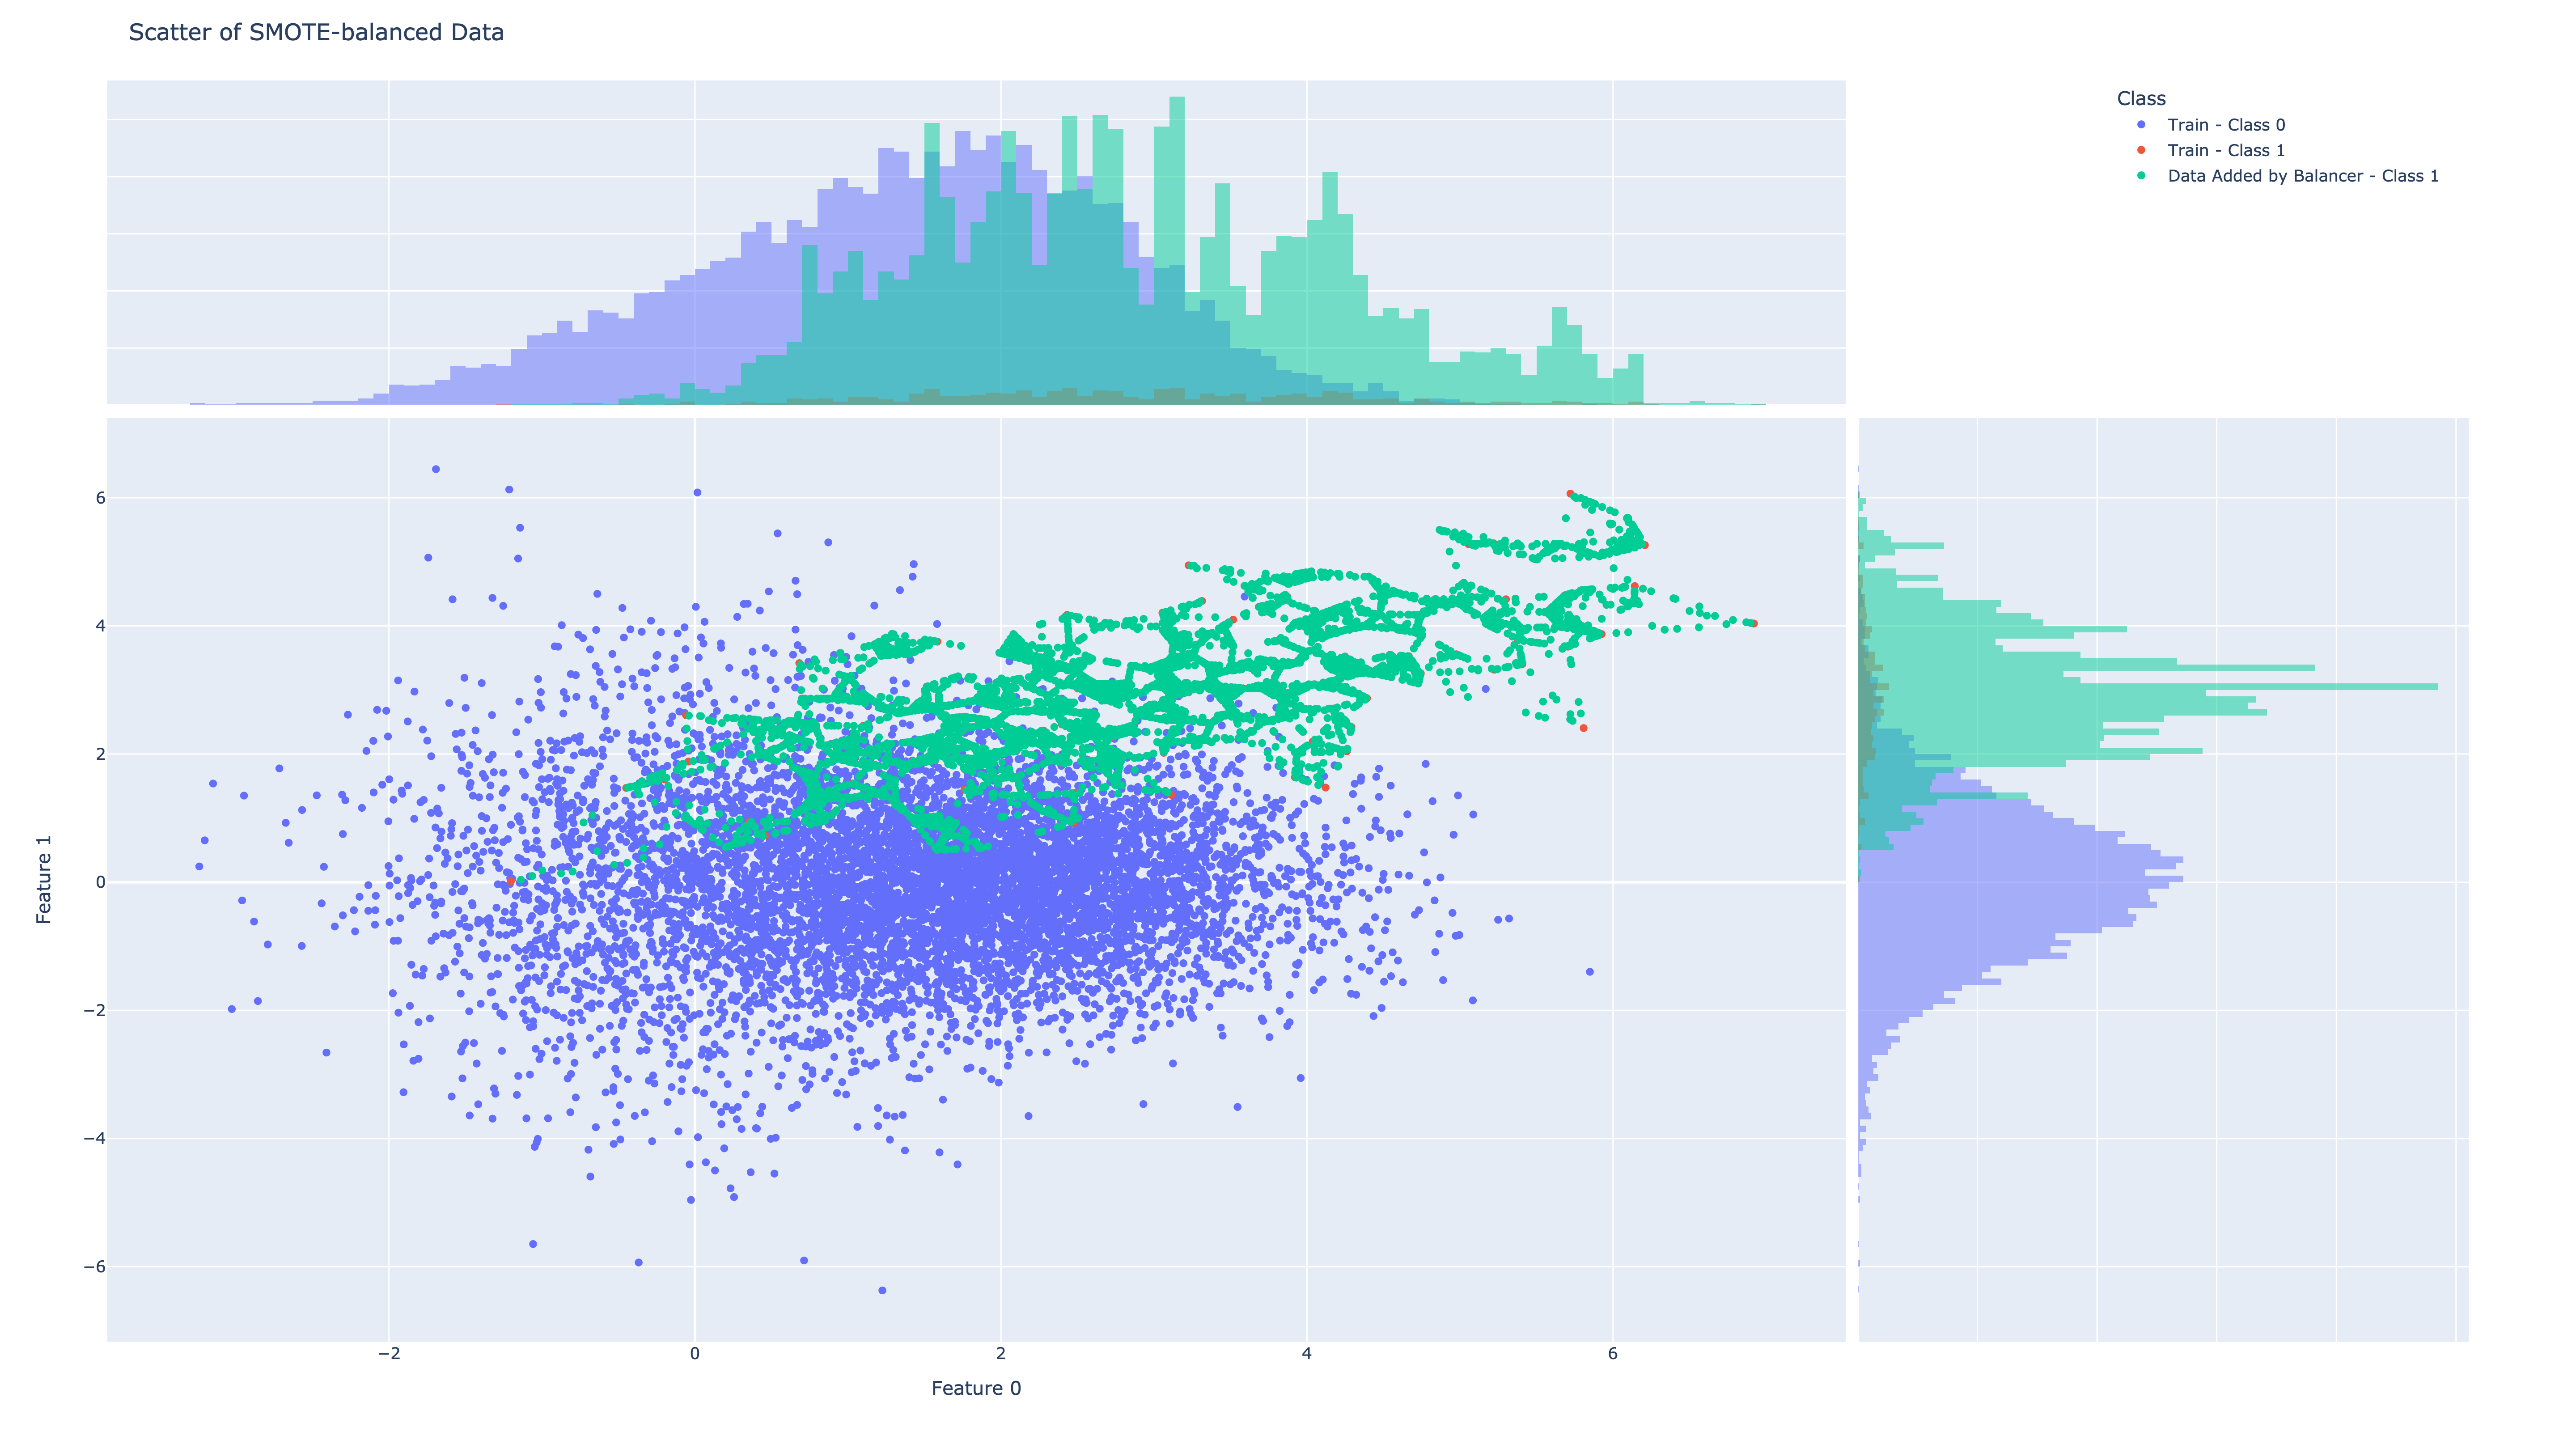 Scatter of SMOTE-balanced Data
Class
Train - Class 0
Train - Class 1
Data Added by Balancer - Class 1
6
4
2
0
−2
−4
−6
Feature 1
−2
0
2
4
6
Feature 0